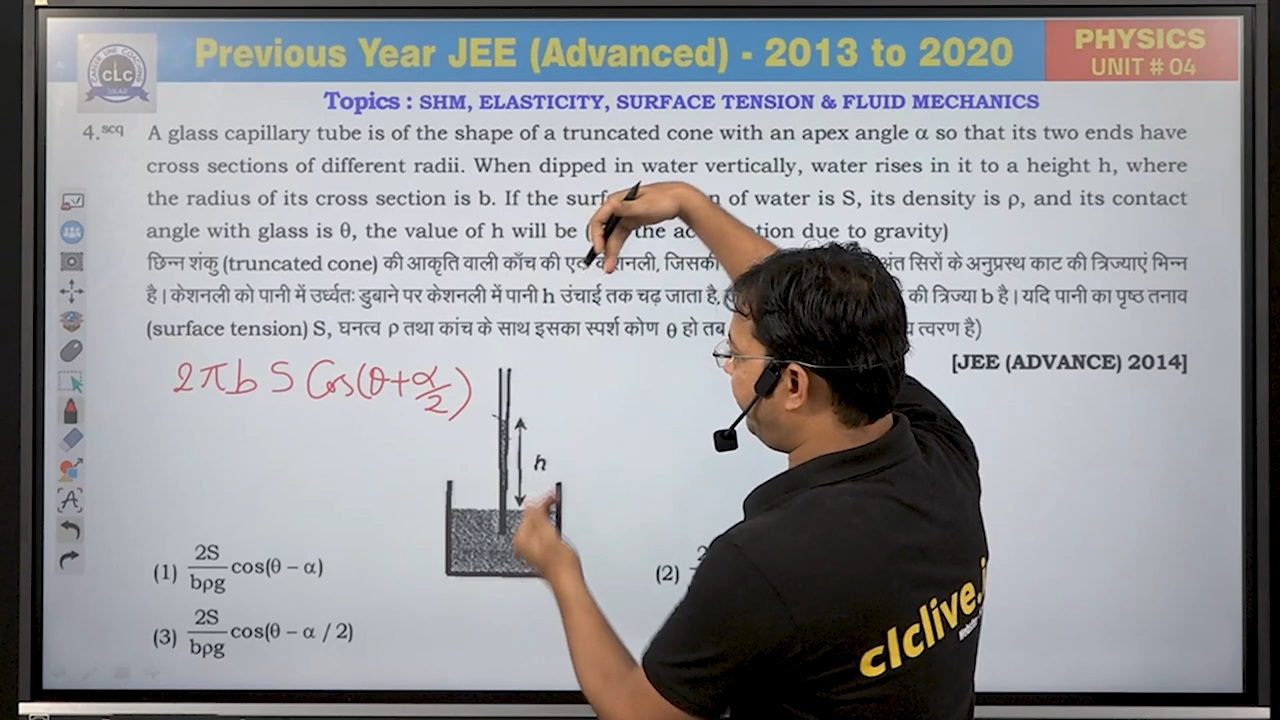 Previous Year JEE (Advanced) - 2013 to 2020
PHYSICS
UNIT # 04
CLC
Topics : SHM, ELASTICITY, SURFACE TENSION & FLUID MECHANICS
4.scq A glass capillary tube is of the shape of a truncated cone with an apex angle α so that its two ends have
cross sections of different radii. When dipped in water vertically, water rises in it to a height h, where
the radius of its cross section is b. If the surf n of water is S, its density is ρ, and its contact
angle with glass is θ, the value of h will be ( the ac tion due to gravity)
छिन्न शंकु (truncated cone) की आकृति वाली काँच की शनली, जिसकी अंत सिरों के अनुप्रस्थ काट की त्रिज्याएं भिन्न
है। केशनली को पानी में उर्ध्वतः डुबाने पर केशनली में पानी h उंचाई तक चढ़ जाता है, की त्रिज्या b है। यदि पानी का पृष्ठ तनाव
(surface tension) S, घनत्व ρ तथा कांच के साथ इसका स्पर्श कोण θ हो तब त्वरण है)
[JEE (ADVANCE) 2014]
2πb S Cos(θ+α/2)
h
(1) 2S/bρg cos(θ – α)
(2) 2
(3) 2S/bρg cos(θ – α / 2)
clclive.i